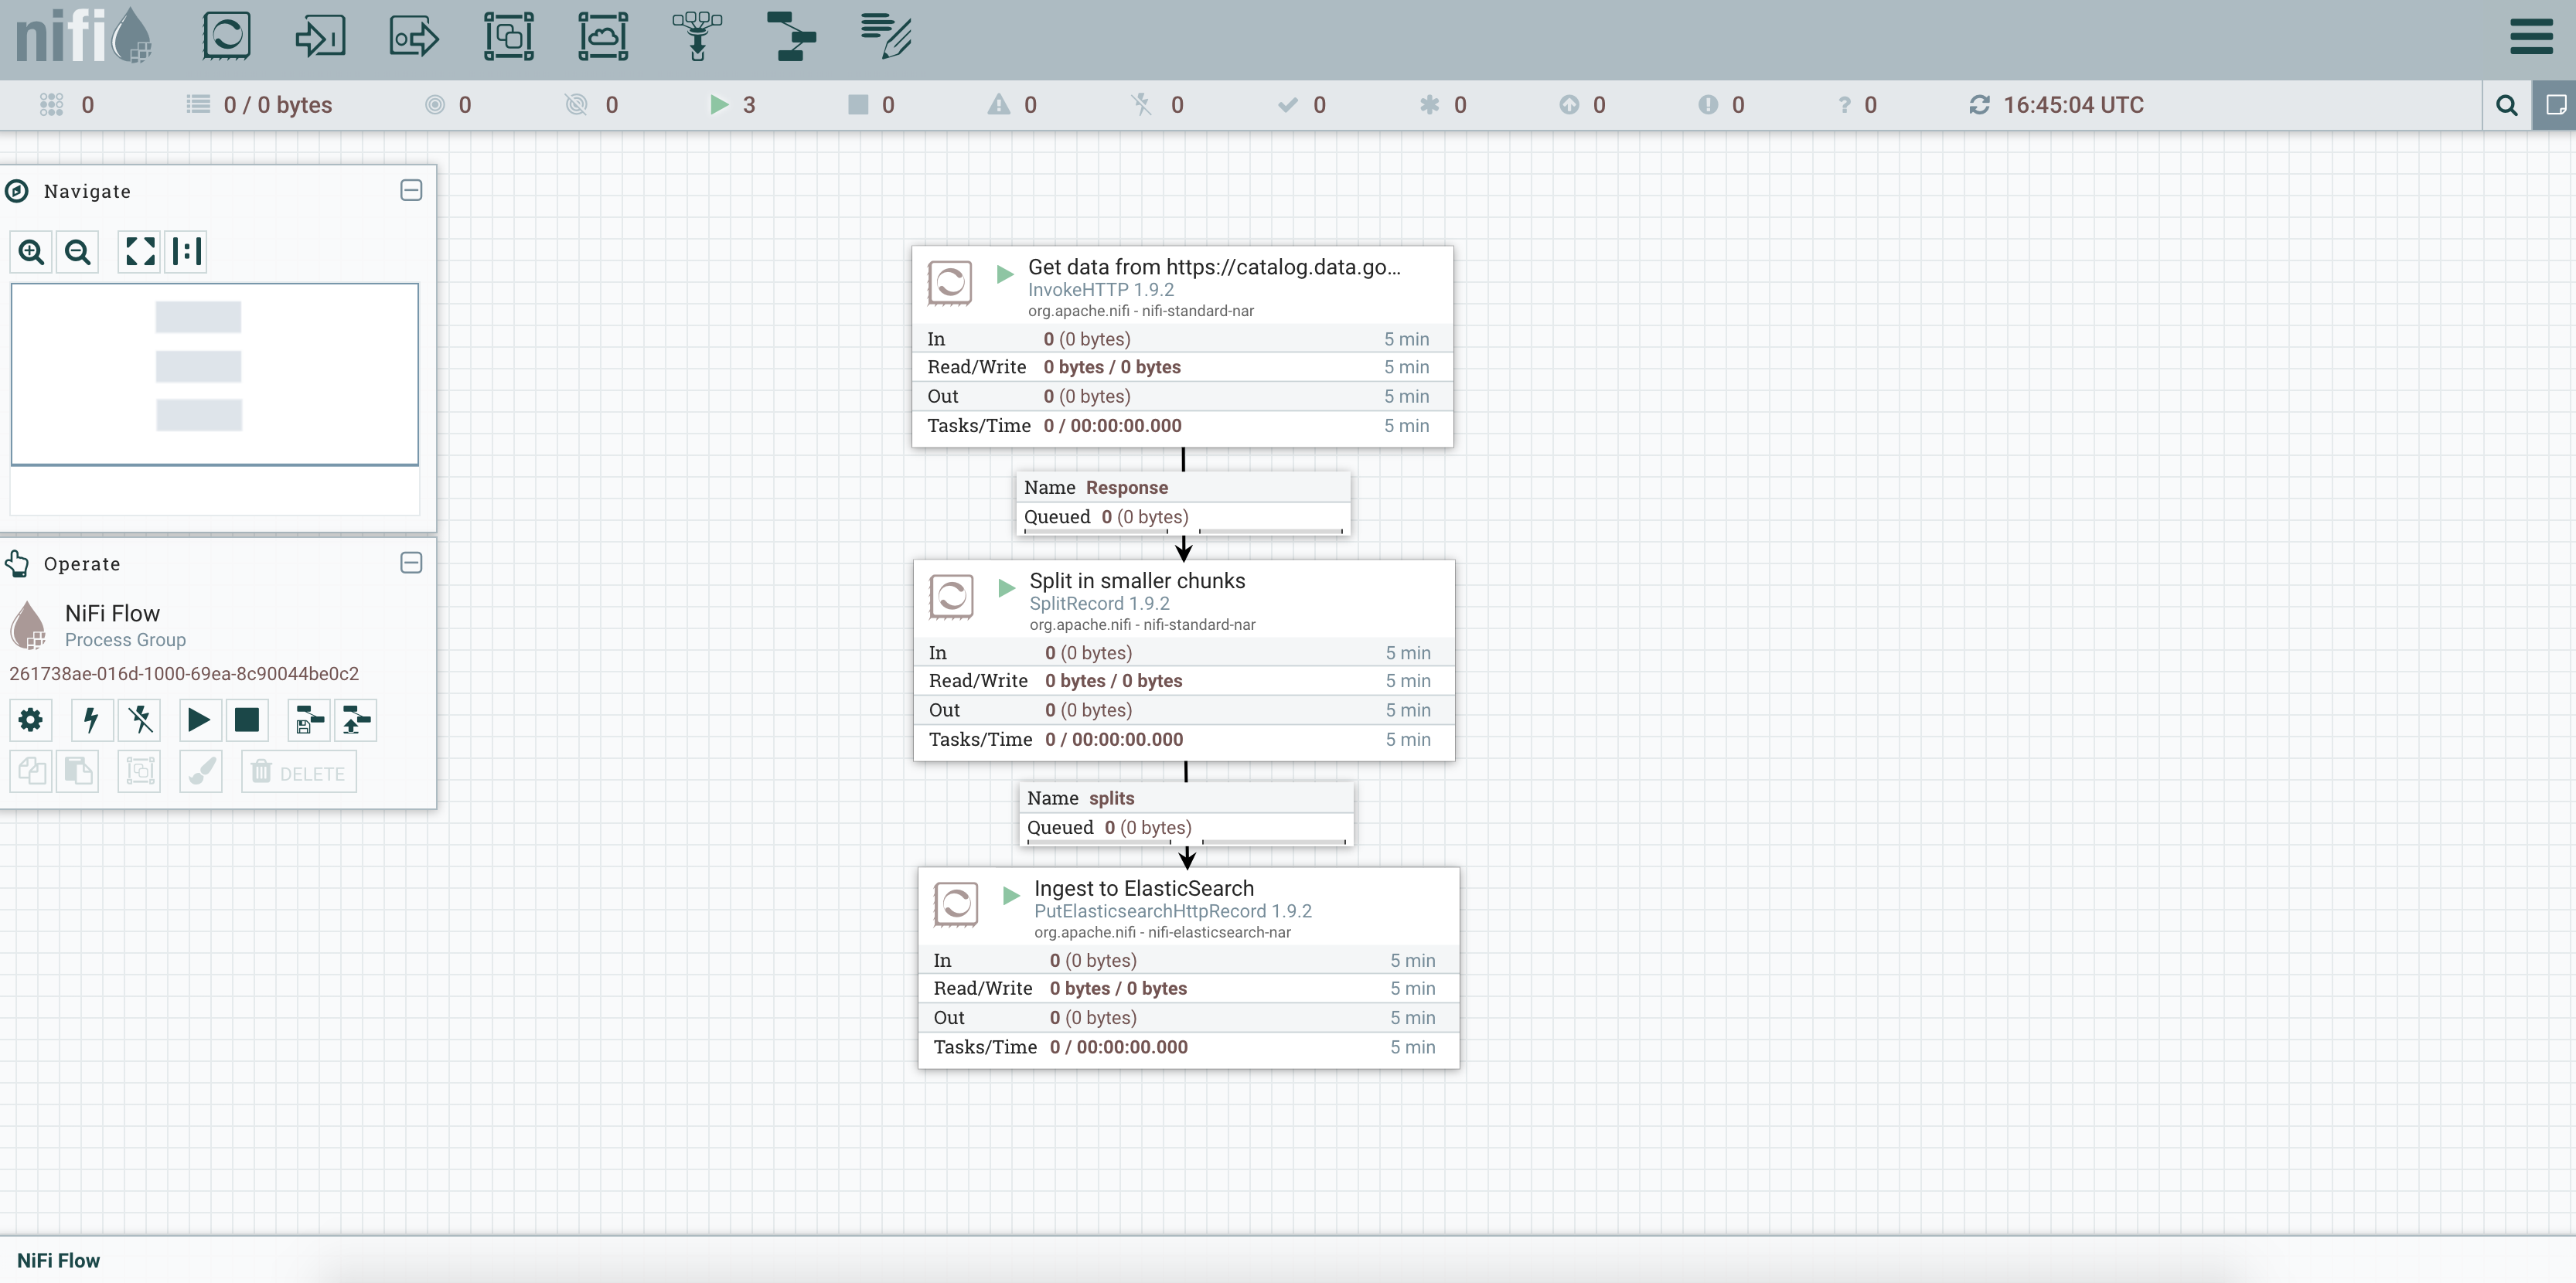 nifi
0
0 / 0 bytes
0
0
3
0
0
0
0
0
0
0
? 0
16:45:04 UTC
Navigate
Operate
NiFi Flow
Process Group
261738ae-016d-1000-69ea-8c90044be0c2
DELETE
Get data from https://catalog.data.go...
InvokeHTTP 1.9.2
org.apache.nifi - nifi-standard-nar
In 0 (0 bytes) 5 min
Read/Write 0 bytes / 0 bytes 5 min
Out 0 (0 bytes) 5 min
Tasks/Time 0 / 00:00:00.000 5 min
Name Response
Queued 0 (0 bytes)
Split in smaller chunks
SplitRecord 1.9.2
org.apache.nifi - nifi-standard-nar
In 0 (0 bytes) 5 min
Read/Write 0 bytes / 0 bytes 5 min
Out 0 (0 bytes) 5 min
Tasks/Time 0 / 00:00:00.000 5 min
Name splits
Queued 0 (0 bytes)
Ingest to ElasticSearch
PutElasticsearchHttpRecord 1.9.2
org.apache.nifi - nifi-elasticsearch-nar
In 0 (0 bytes) 5 min
Read/Write 0 bytes / 0 bytes 5 min
Out 0 (0 bytes) 5 min
Tasks/Time 0 / 00:00:00.000 5 min
NiFi Flow